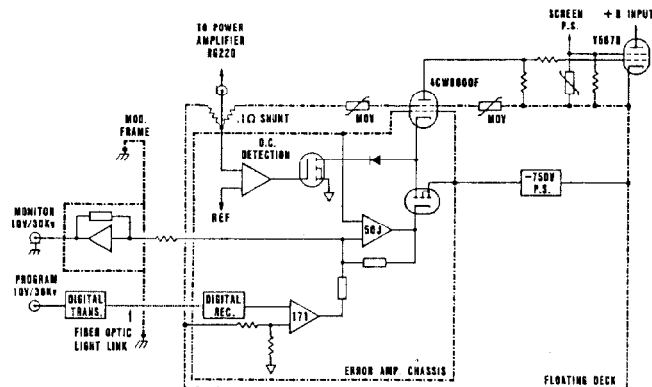 SCREEN
P.S.
+B INPUT
Y567B
TO POWER
AMPLIFIER
RG220
4CW8000F
.1Ω SHUNT
MOV
MOV
MOD.
FRAME
D.C.
DETECTION
REF
-750V
P.S.
MONITOR
10V/30Kv
50J
PROGRAM
10V/30Kv
DIGITAL
TRANS.
DIGITAL
REC.
171
FIBER OPTIC
LIGHT LINK
ERROR AMP. CHASSIS
FLOATING DECK